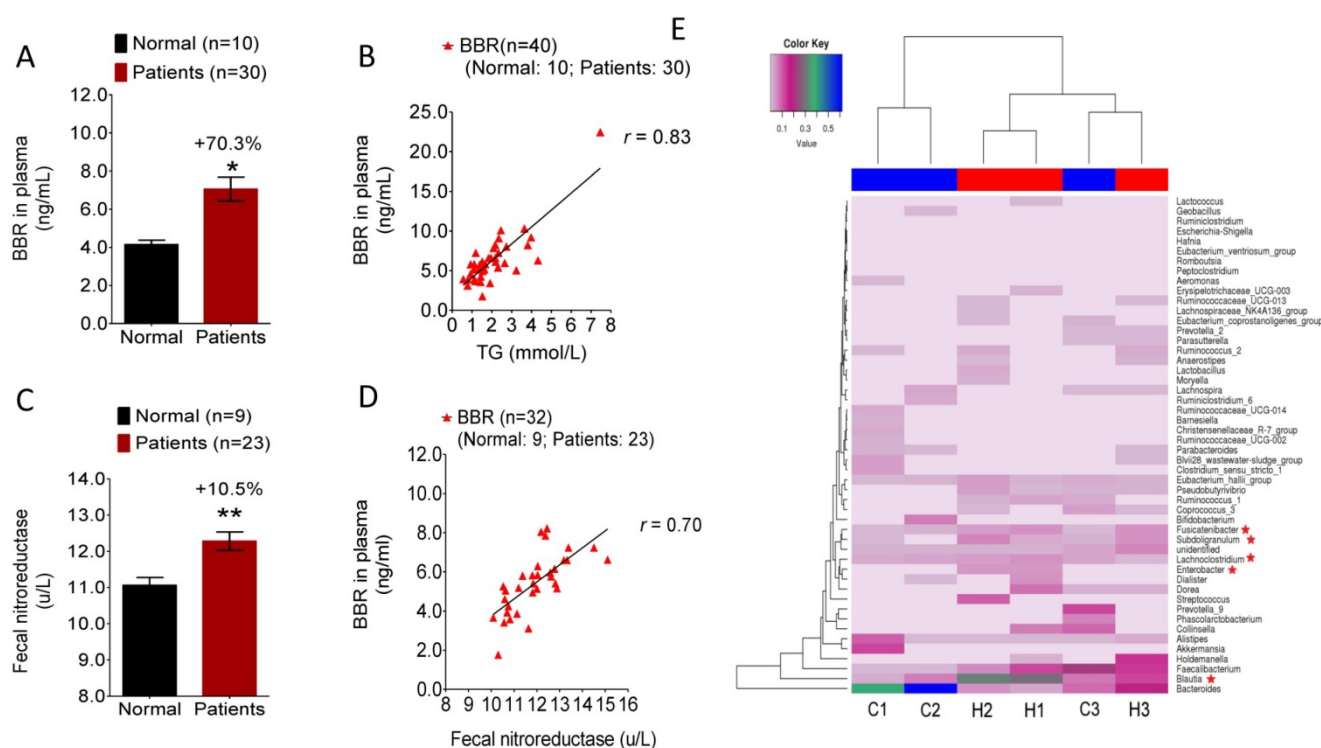 A
Normal (n=10)
Patients (n=30)
BBR in plasma
(ng/mL)
12.0
10.0
8.0
6.0
4.0
2.0
0.0
+70.3%
*
Normal Patients
B
BBR(n=40)
(Normal: 10; Patients: 30)
BBR in plasma
(ng/mL)
25.0
20.0
15.0
10.0
5.0
0.0
r = 0.83
0 1 2 3 4 5 6 7 8
TG (mmol/L)
C
Normal (n=9)
Patients (n=23)
Fecal nitroreductase
(u/L)
14.0
13.0
12.0
11.0
10.0
9.0
8.0
+10.5%
**
Normal Patients
D
BBR (n=32)
(Normal: 9; Patients: 23)
BBR in plasma
(ng/ml)
12.0
10.0
8.0
6.0
4.0
2.0
0.0
r = 0.70
8 9 10 11 12 13 14 15 16
Fecal nitroreductase (u/L)
E
Color Key
0.1 0.3 0.5
Value
Lactococcus
Geobacillus
Ruminiclostridium
Escherichia-Shigella
Hafnia
Eubacterium_ventriosum_group
Romboutsia
Peptoclostridium
Aeromonas
Erysipelotrichaceae_UCG-003
Ruminococcaceae_UCG-013
Lachnospiraceae_NK4A136_group
Eubacterium_coprostanoligenes_group
Prevotella_2
Parasutterella
Ruminococcus_2
Anaerostipes
Lactobacillus
Moryella
Lachnospira
Ruminiclostridium_6
Ruminococcaceae_UCG-014
Barnesiella
Christensenellaceae_R-7_group
Ruminococcaceae_UCG-002
Parabacteroides
Blvii28_wastewater-sludge_group
Clostridium_sensu_stricto_1
Eubacterium_hallii_group
Pseudobutyrivibrio
Ruminococcus_1
Coprococcus_3
Bifidobacterium
Fusicatenibacter
Subdoligranulum
unidentified
Lachnoclostridium
Enterobacter
Dialister
Dorea
Streptococcus
Prevotella_9
Phascolarctobacterium
Collinsella
Alistipes
Akkermansia
Holdemanella
Faecalibacterium
Blautia
Bacteroides
C1 C2 H2 H1 C3 H3